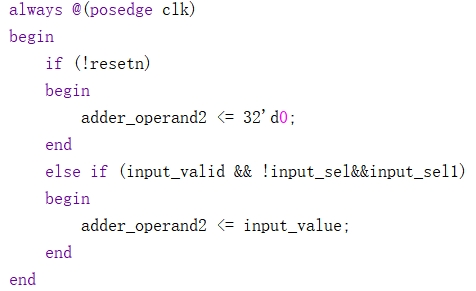 always @(posedge clk)
begin
    if (!resetn)
    begin
        adder_operand2 <= 32'd0;
    end
    else if (input_valid && !input_sel&&input_sel1)
    begin
        adder_operand2 <= input_value;
    end
end